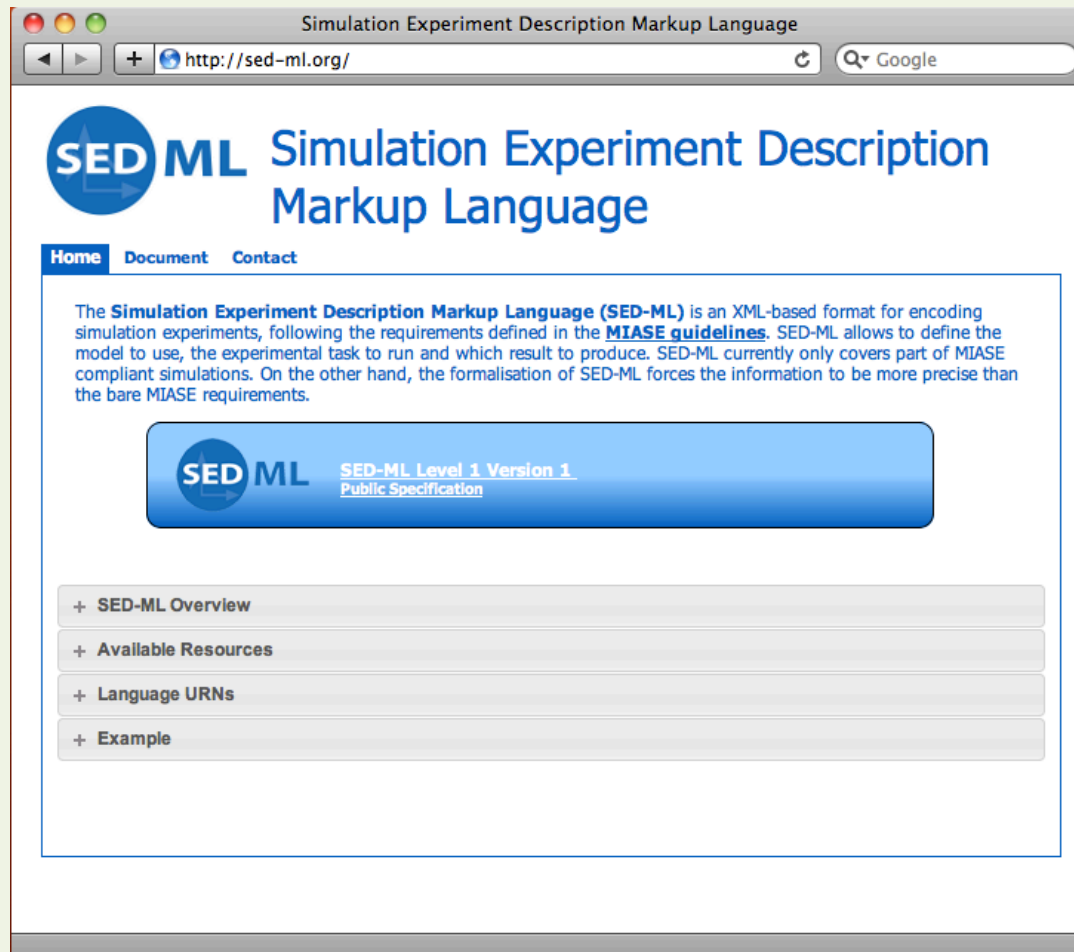 Simulation Experiment Description Markup Language
http://sed-ml.org/
Google
SED ML
Simulation Experiment Description
Markup Language
Home Document Contact
The Simulation Experiment Description Markup Language (SED-ML) is an XML-based format for encoding
simulation experiments, following the requirements defined in the MIASE guidelines. SED-ML allows to define the
model to use, the experimental task to run and which result to produce. SED-ML currently only covers part of MIASE
compliant simulations. On the other hand, the formalisation of SED-ML forces the information to be more precise than
the bare MIASE requirements.
SED ML
SED-ML Level 1 Version 1
Public Specification
+ SED-ML Overview
+ Available Resources
+ Language URNs
+ Example